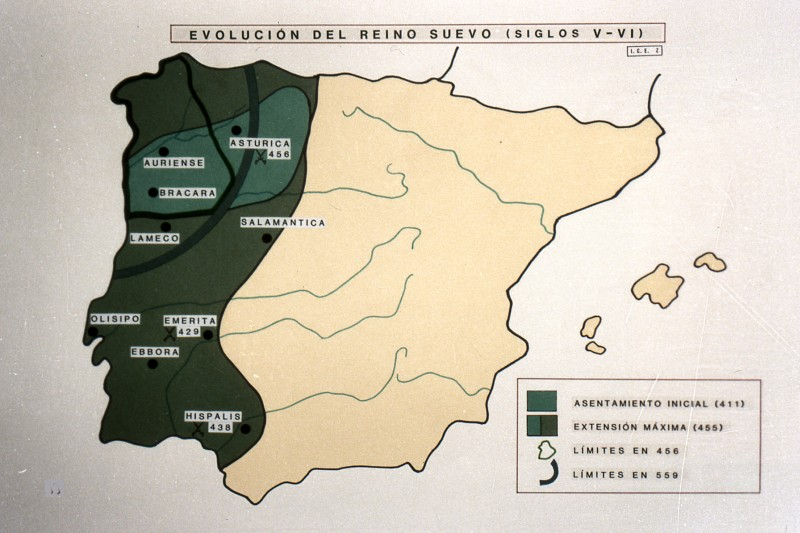 EVOLUCIÓN DEL REINO SUEVO (SIGLOS V-VI)
I.C.E. Z
ASTURICA
456
AURIENSE
BRACARA
LAMECO
SALAMANTICA
OLISIPO
EMERITA
429
EBBORA
HISPALIS
438
ASENTAMIENTO INICIAL (411)
EXTENSIÓN MÁXIMA (455)
LÍMITES EN 456
LÍMITES EN 559